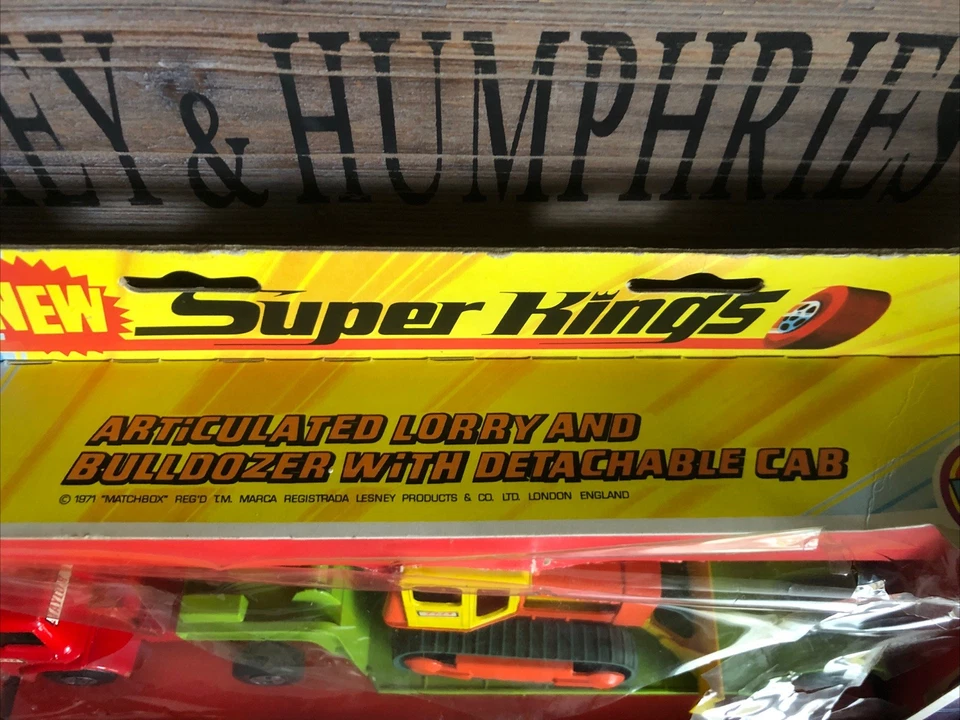 EY & HUMPHRIES
NEW
Super Kings
ARTiCULATED LORRY AND
BULLDOZER WiTH DETACHABLE CAB
© 1971 "MATCHBOX" REG'D T.M. MARCA REGISTRADA LESNEY PRODUCTS & CO. LTD. LONDON ENGLAND